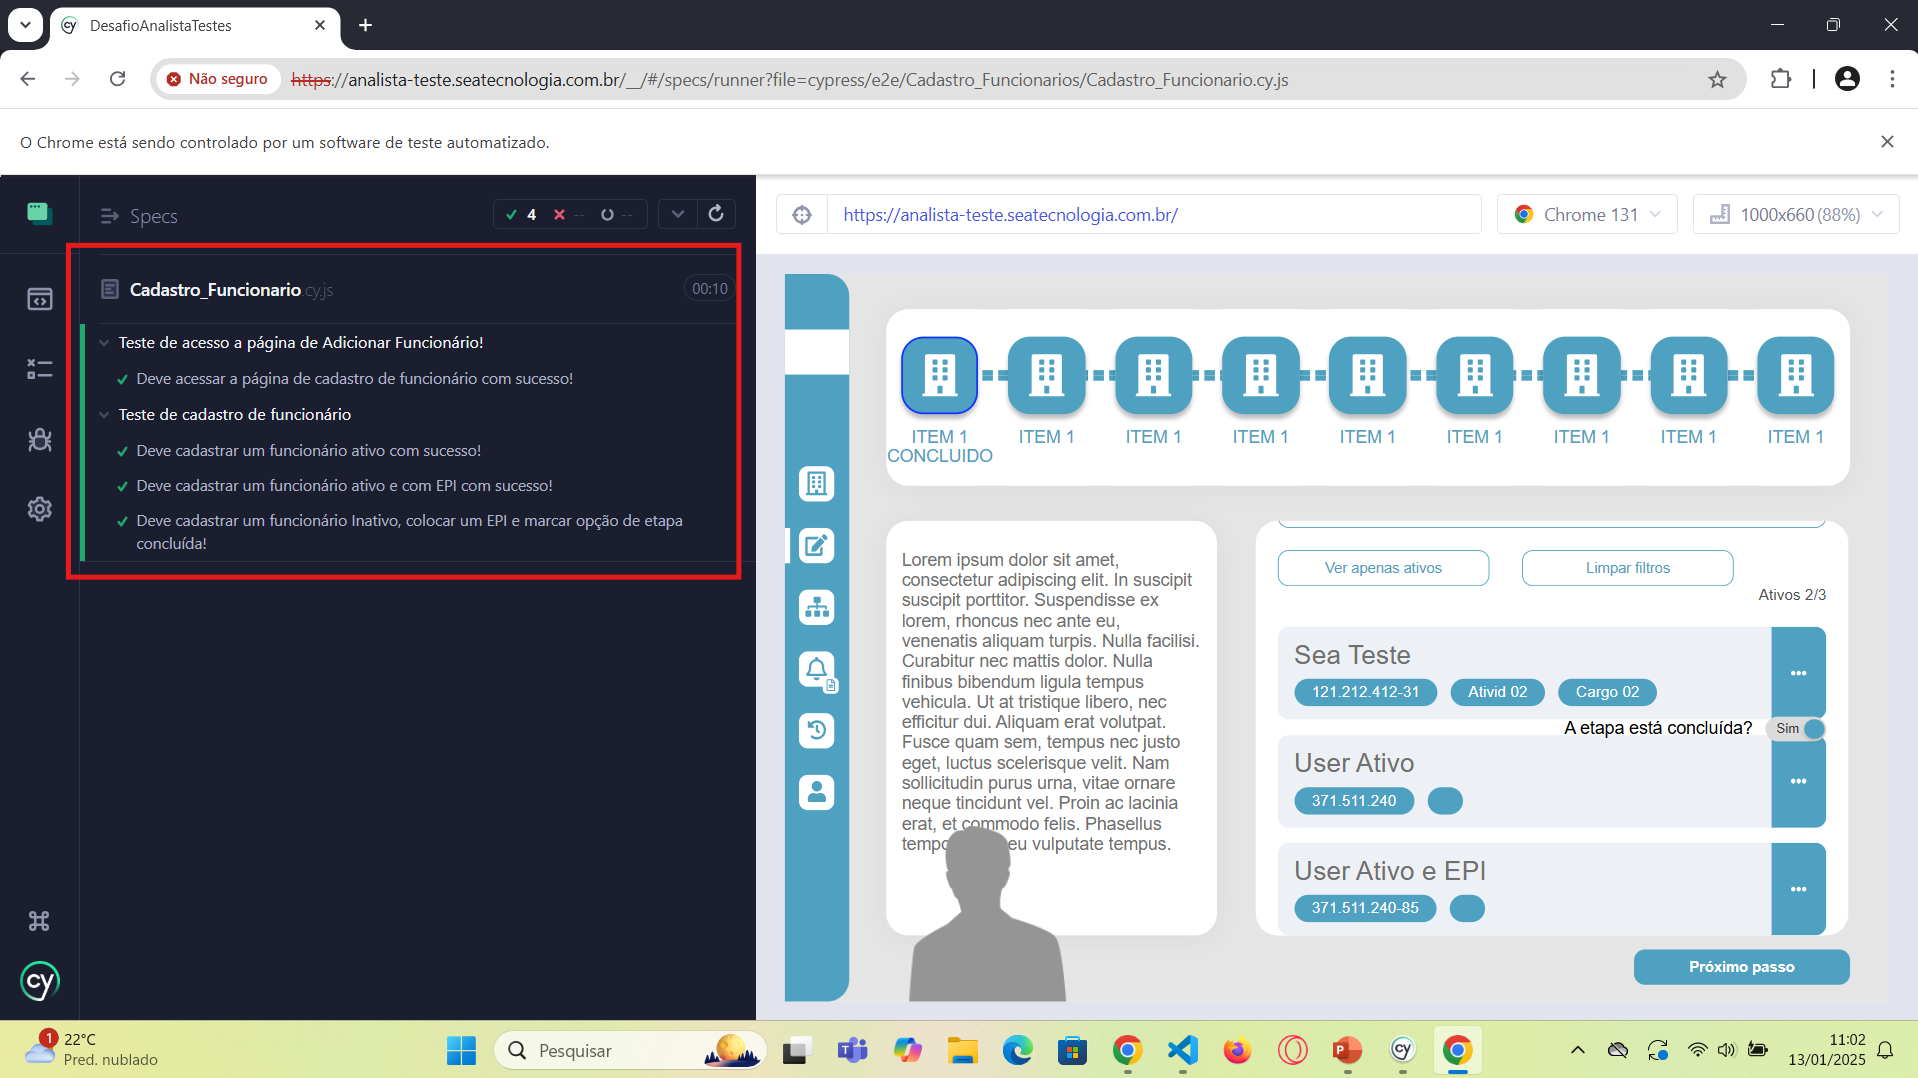 DesafioAnalistaTestes
Não seguro
https://analista-teste.seatecnologia.com.br/__/#/specs/runner?file=cypress/e2e/Cadastro_Funcionarios/Cadastro_Funcionario.cy.js
O Chrome está sendo controlado por um software de teste automatizado.
Specs
4 -- --
Cadastro_Funcionario.cy.js
00:10
Teste de acesso a página de Adicionar Funcionário!
Deve acessar a página de cadastro de funcionário com sucesso!
Teste de cadastro de funcionário
Deve cadastrar um funcionário ativo com sucesso!
Deve cadastrar um funcionário ativo e com EPI com sucesso!
Deve cadastrar um funcionário Inativo, colocar um EPI e marcar opção de etapa
concluída!
cy
https://analista-teste.seatecnologia.com.br/
Chrome 131
1000x660 (88%)
ITEM 1
CONCLUIDO
ITEM 1
ITEM 1
ITEM 1
ITEM 1
ITEM 1
ITEM 1
ITEM 1
ITEM 1
Lorem ipsum dolor sit amet,
consectetur adipiscing elit. In suscipit
suscipit porttitor. Suspendisse ex
lorem, rhoncus nec ante eu,
venenatis aliquam turpis. Nulla facilisi.
Curabitur nec mattis dolor. Nulla
finibus bibendum ligula tempus
vehicula. Ut at tristique libero, nec
efficitur dui. Aliquam erat volutpat.
Fusce quam sem, tempus nec justo
eget, luctus scelerisque velit. Nam
sollicitudin purus urna, vitae ornare
neque tincidunt vel. Proin ac lacinia
erat, et commodo felis. Phasellus
tempo eu vulputate tempus.
Ver apenas ativos
Limpar filtros
Ativos 2/3
Sea Teste
121.212.412-31
Ativid 02
Cargo 02
A etapa está concluída?
Sim
User Ativo
371.511.240
User Ativo e EPI
371.511.240-85
Próximo passo
1
22°C
Pred. nublado
Pesquisar
cy
11:02
13/01/2025